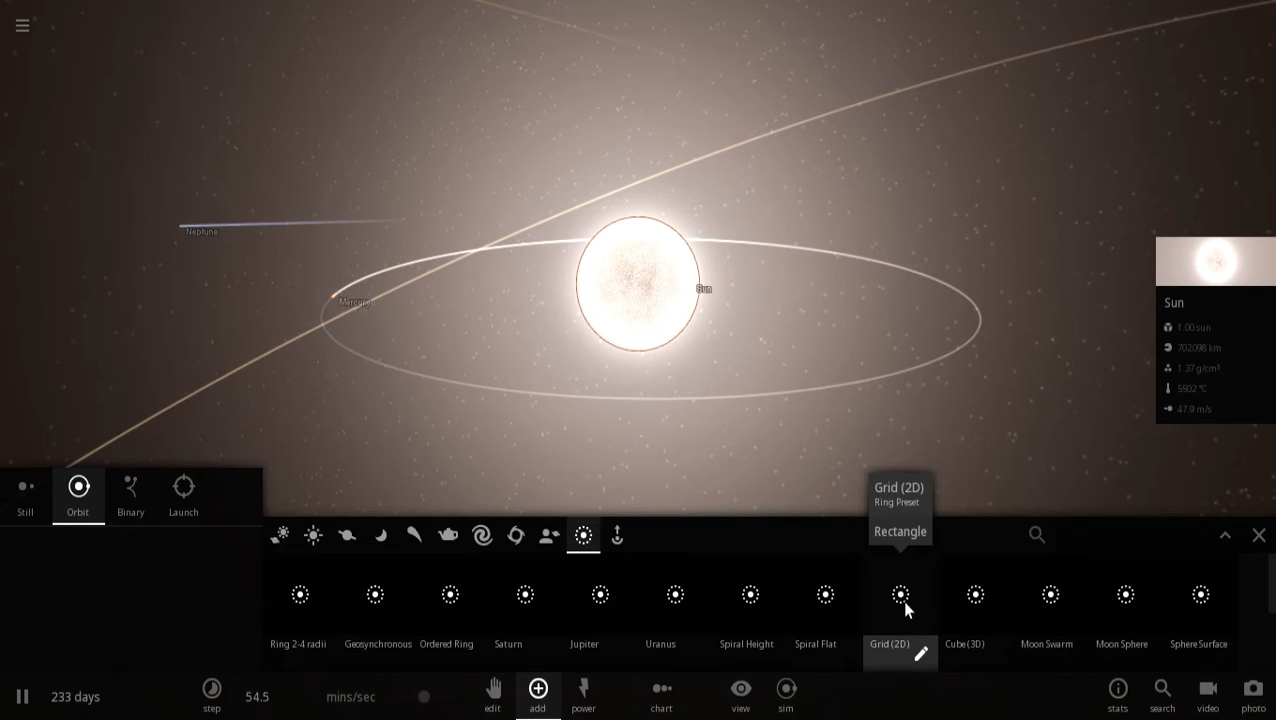 Neptune
Mercury
Sun
Sun
1.00 sun
702098 km
1.37 g/cm³
5502 °C
47.9 m/s
Still
Orbit
Binary
Launch
Grid (2D)
Ring Preset
Rectangle
Ring 2-4 radii
Geosynchronous
Ordered Ring
Saturn
Jupiter
Uranus
Spiral Height
Spiral Flat
Grid (2D)
Cube (3D)
Moon Swarm
Moon Sphere
Sphere Surface
233 days
step
54.5
mins/sec
edit
add
power
chart
view
sim
stats
search
video
photo